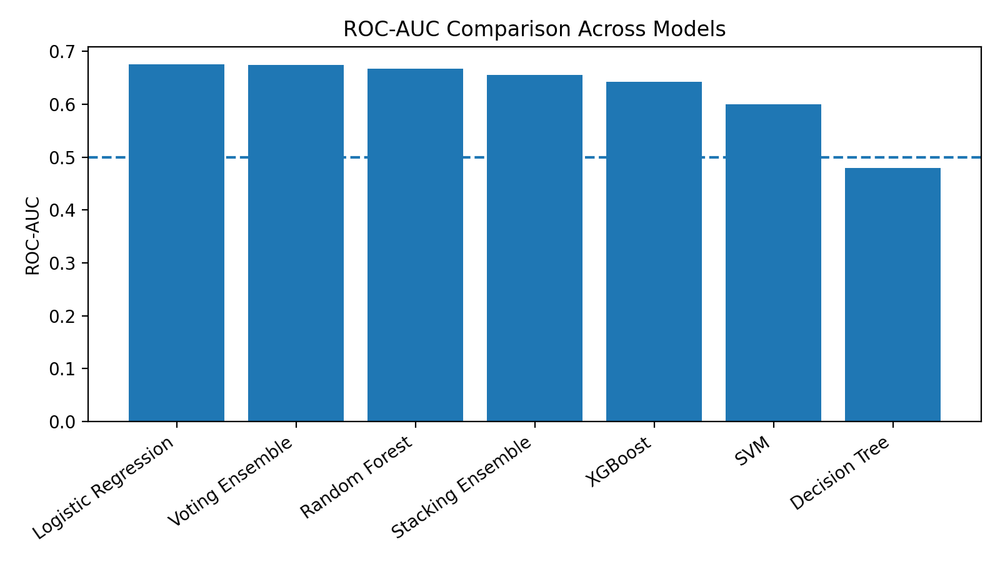 ROC-AUC Comparison Across Models
ROC-AUC
0.7
0.6
0.5
0.4
0.3
0.2
0.1
0.0
Logistic Regression
Voting Ensemble
Random Forest
Stacking Ensemble
XGBoost
SVM
Decision Tree